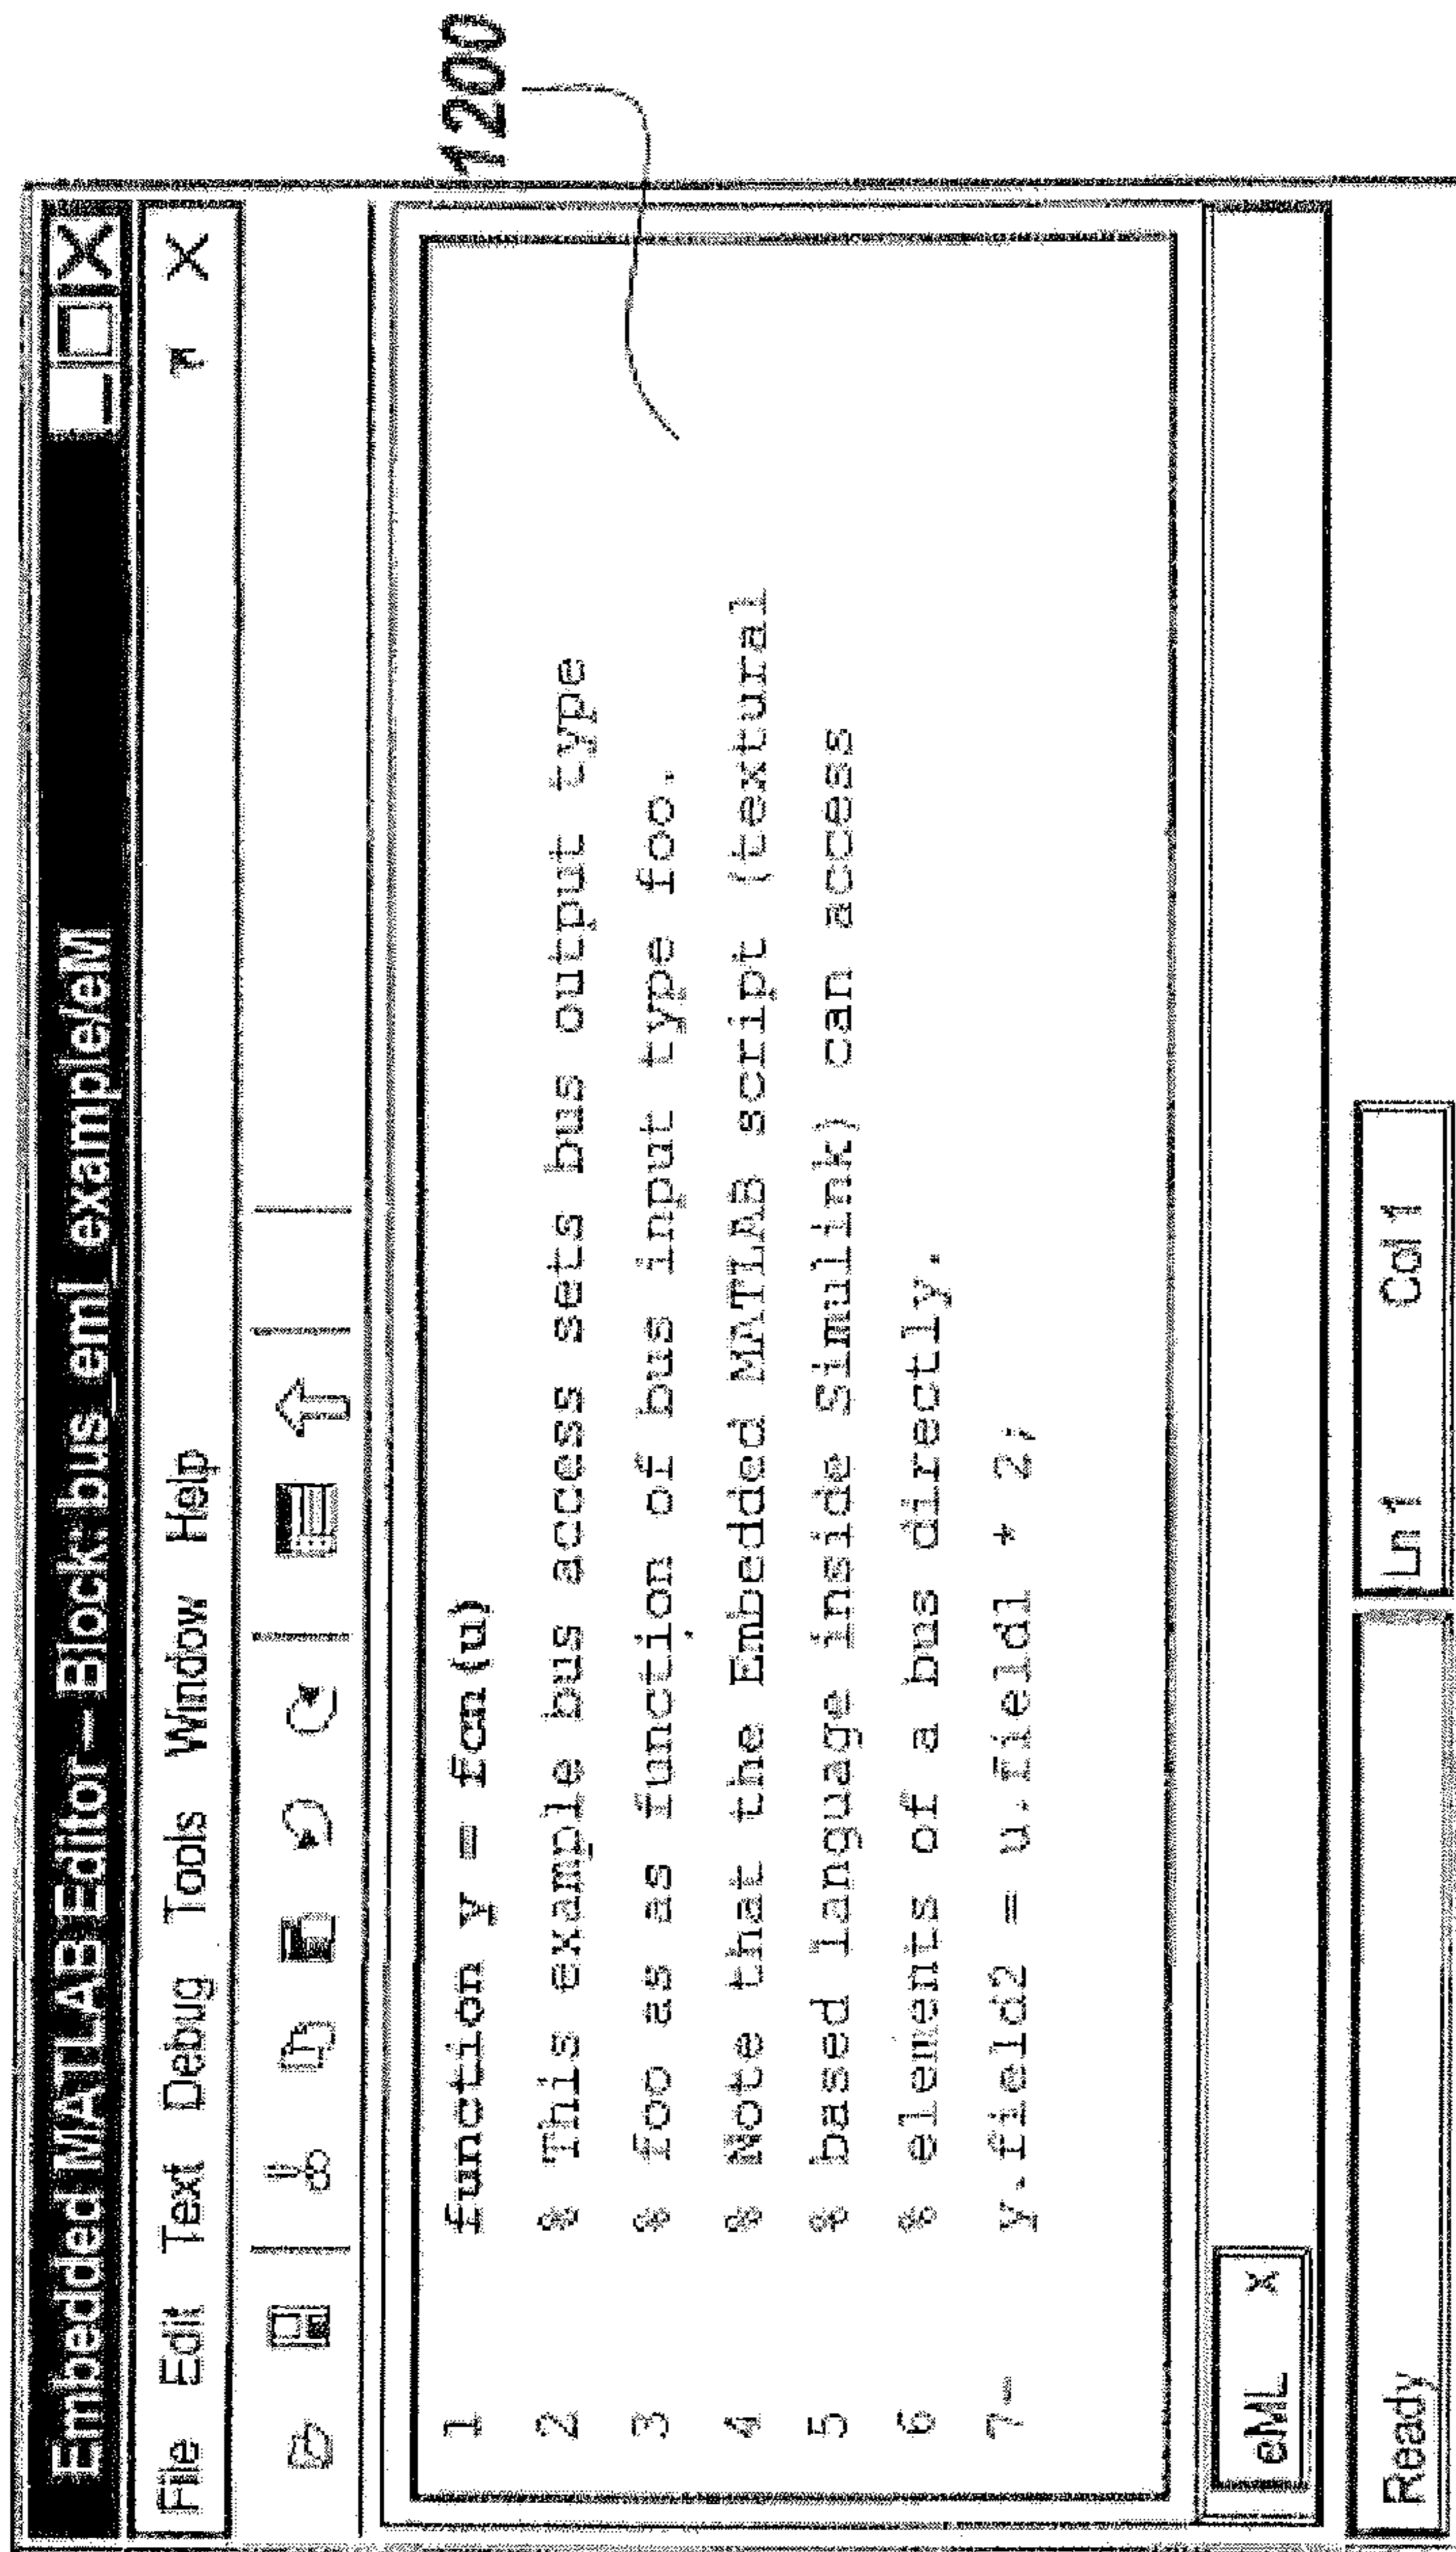 1200
Embedded MATLAB Editor - Block: bus_eml_example/eM
File Edit Text Debug Tools Window Help
1 function y = fcn(u)
2 % This example bus access sets bus output type
3 % foo as as function of bus input type foo.
4 % Note that the Embedded MATLAB script (textural
5 % based language inside Simulink) can access
6 % elements of a bus directly.
7- y.field2 = u.field1 * 2;
eML x
Ready Ln 1 Col 1